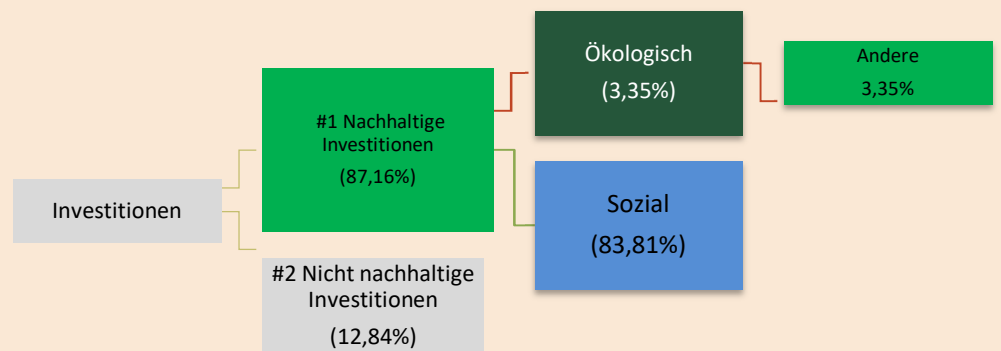 Investitionen
#1 Nachhaltige
Investitionen
(87,16%)
#2 Nicht nachhaltige
Investitionen
(12,84%)
Ökologisch
(3,35%)
Sozial
(83,81%)
Andere
3,35%